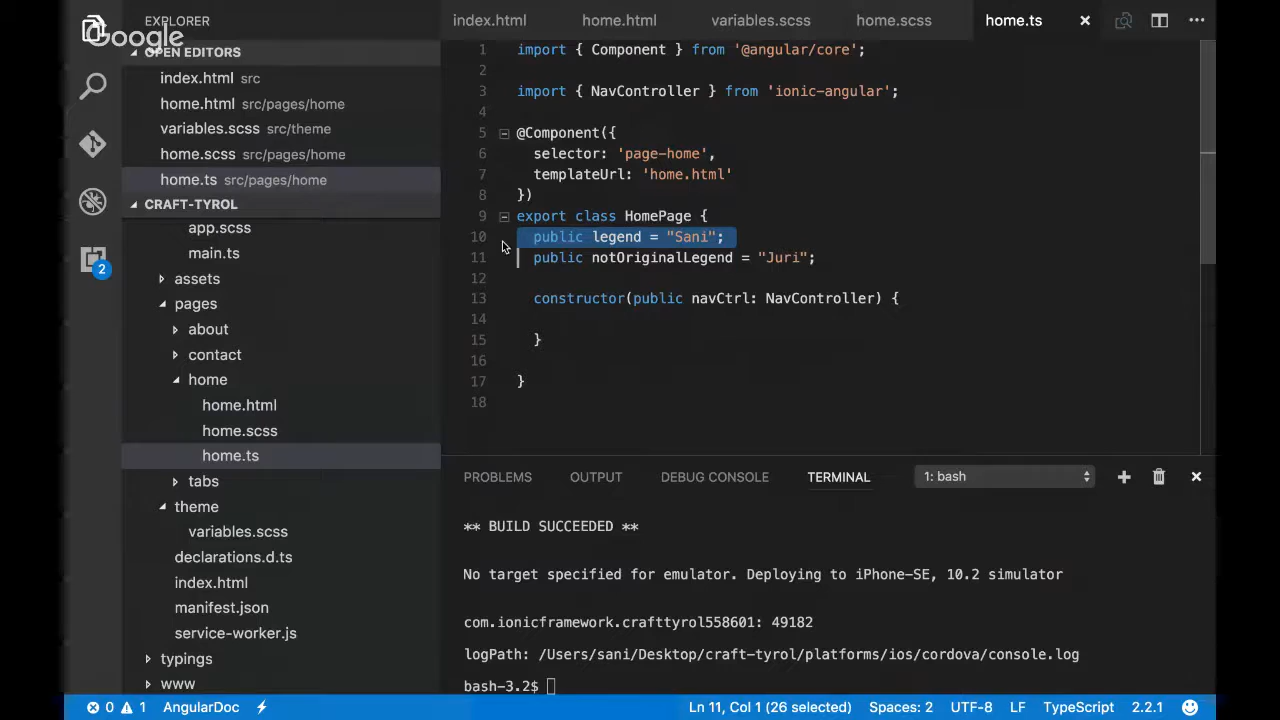 Google
EXPLORER
OPEN EDITORS
index.html src
home.html src/pages/home
variables.scss src/theme
home.scss src/pages/home
home.ts src/pages/home
CRAFT-TYROL
app.scss
main.ts
assets
pages
about
contact
home
home.html
home.scss
home.ts
tabs
theme
variables.scss
declarations.d.ts
index.html
manifest.json
service-worker.js
typings
www
2
index.html home.html variables.scss home.scss home.ts
1 import { Component } from '@angular/core';
2
3 import { NavController } from 'ionic-angular';
4
5 @Component({
6 selector: 'page-home',
7 templateUrl: 'home.html'
8 })
9 export class HomePage {
10 public legend = "Sani";
11 public notOriginalLegend = "Juri";
12
13 constructor(public navCtrl: NavController) {
14
15 }
16
17 }
18
PROBLEMS OUTPUT DEBUG CONSOLE TERMINAL 1: bash
** BUILD SUCCEEDED **
No target specified for emulator. Deploying to iPhone-SE, 10.2 simulator
com.ionicframework.crafttyrol558601: 49182
logPath: /Users/sani/Desktop/craft-tyrol/platforms/ios/cordova/console.log
bash-3.2$
0 1 AngularDoc Ln 11, Col 1 (26 selected) Spaces: 2 UTF-8 LF TypeScript 2.2.1